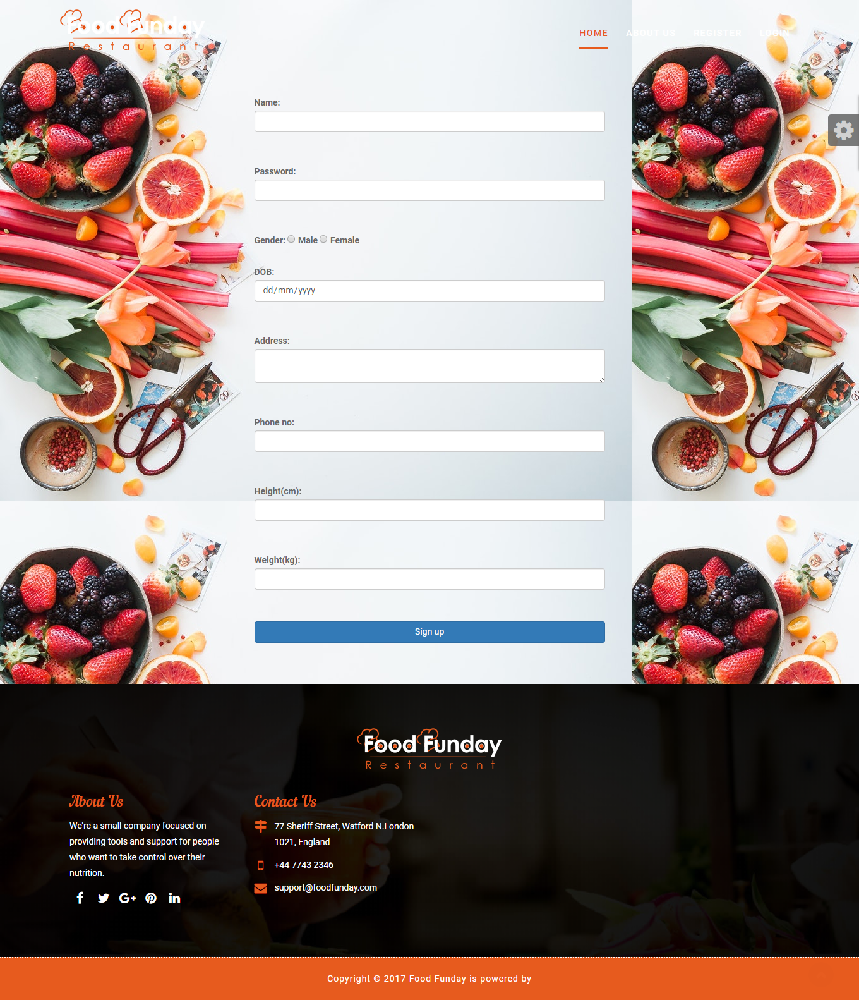 Food Funday
Restaurant
HOME ABOUT US REGISTER LOGIN
Name:
Password:
Gender: Male Female
DOB:
dd/mm/yyyy
Address:
Phone no:
Height(cm):
Weight(kg):
Sign up
Food Funday
Restaurant
About Us
We're a small company focused on
providing tools and support for people
who want to take control over their
nutrition.
Contact Us
77 Sheriff Street, Watford N.London
1021, England
+44 7743 2346
support@foodfunday.com
Copyright © 2017 Food Funday is powered by